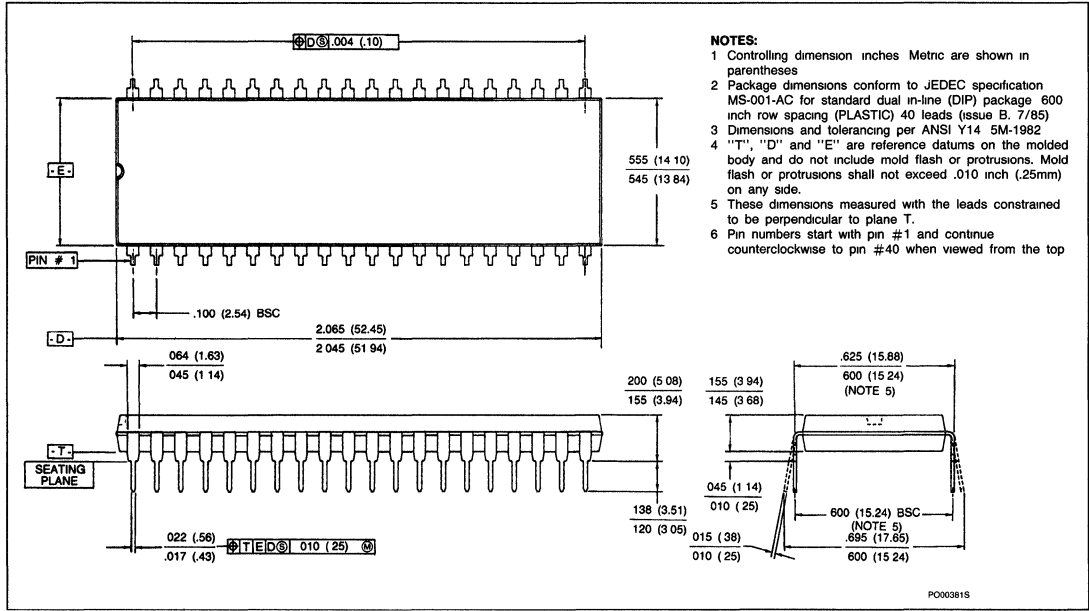 ⌖ D Ⓢ .004 (.10)
NOTES:
1 Controlling dimension inches Metric are shown in
parentheses
2 Package dimensions conform to JEDEC specification
MS-001-AC for standard dual in-line (DIP) package 600
inch row spacing (PLASTIC) 40 leads (issue B. 7/85)
3 Dimensions and tolerancing per ANSI Y14 5M-1982
4 "T", "D" and "E" are reference datums on the molded
body and do not include mold flash or protrusions. Mold
flash or protrusions shall not exceed .010 inch (.25mm)
on any side.
5 These dimensions measured with the leads constrained
to be perpendicular to plane T.
6 Pin numbers start with pin #1 and continue
counterclockwise to pin #40 when viewed from the top
- E -
555 (14 10)
545 (13 84)
PIN # 1
.100 (2.54) BSC
- D -
2.065 (52.45)
2 045 (51 94)
064 (1.63)
045 (1 14)
200 (5 08)
155 (3.94)
155 (3 94)
145 (3 68)
.625 (15.88)
600 (15 24)
(NOTE 5)
- T -
SEATING
PLANE
045 (1 14)
010 ( 25)
138 (3.51)
120 (3 05)
600 (15.24) BSC
(NOTE 5)
022 (.56)
.017 (.43)
⌖ T E D Ⓢ 010 ( 25) Ⓜ
015 ( 38)
010 ( 25)
.695 (17.65)
600 (15 24)
PO00381S